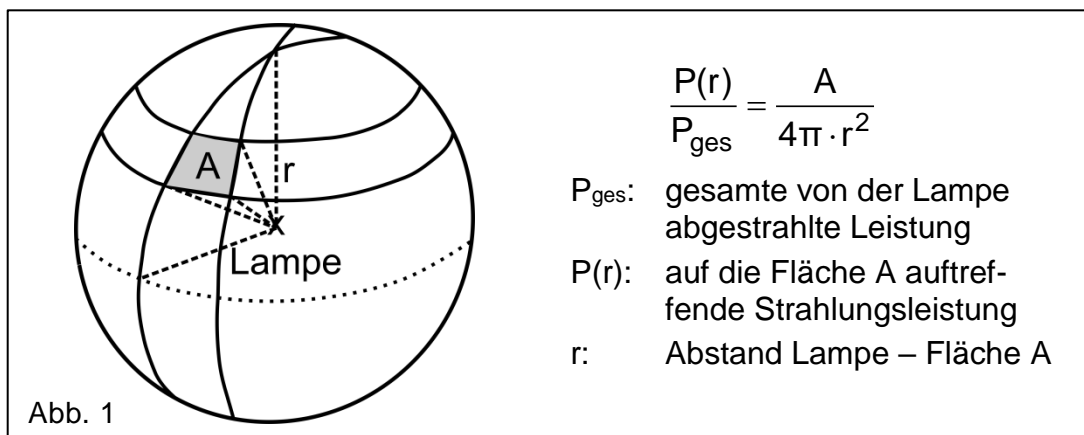 A
r
Lampe
Abb. 1
P(r) / P_ges = A / (4π · r²)
P_ges: gesamte von der Lampe
abgestrahlte Leistung
P(r): auf die Fläche A auftref-
fende Strahlungsleistung
r: Abstand Lampe – Fläche A